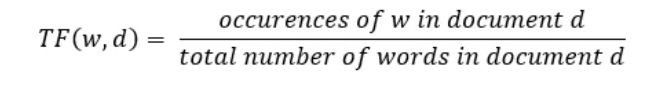 TF(w,d) = occurences of w in document d / total number of words in document d